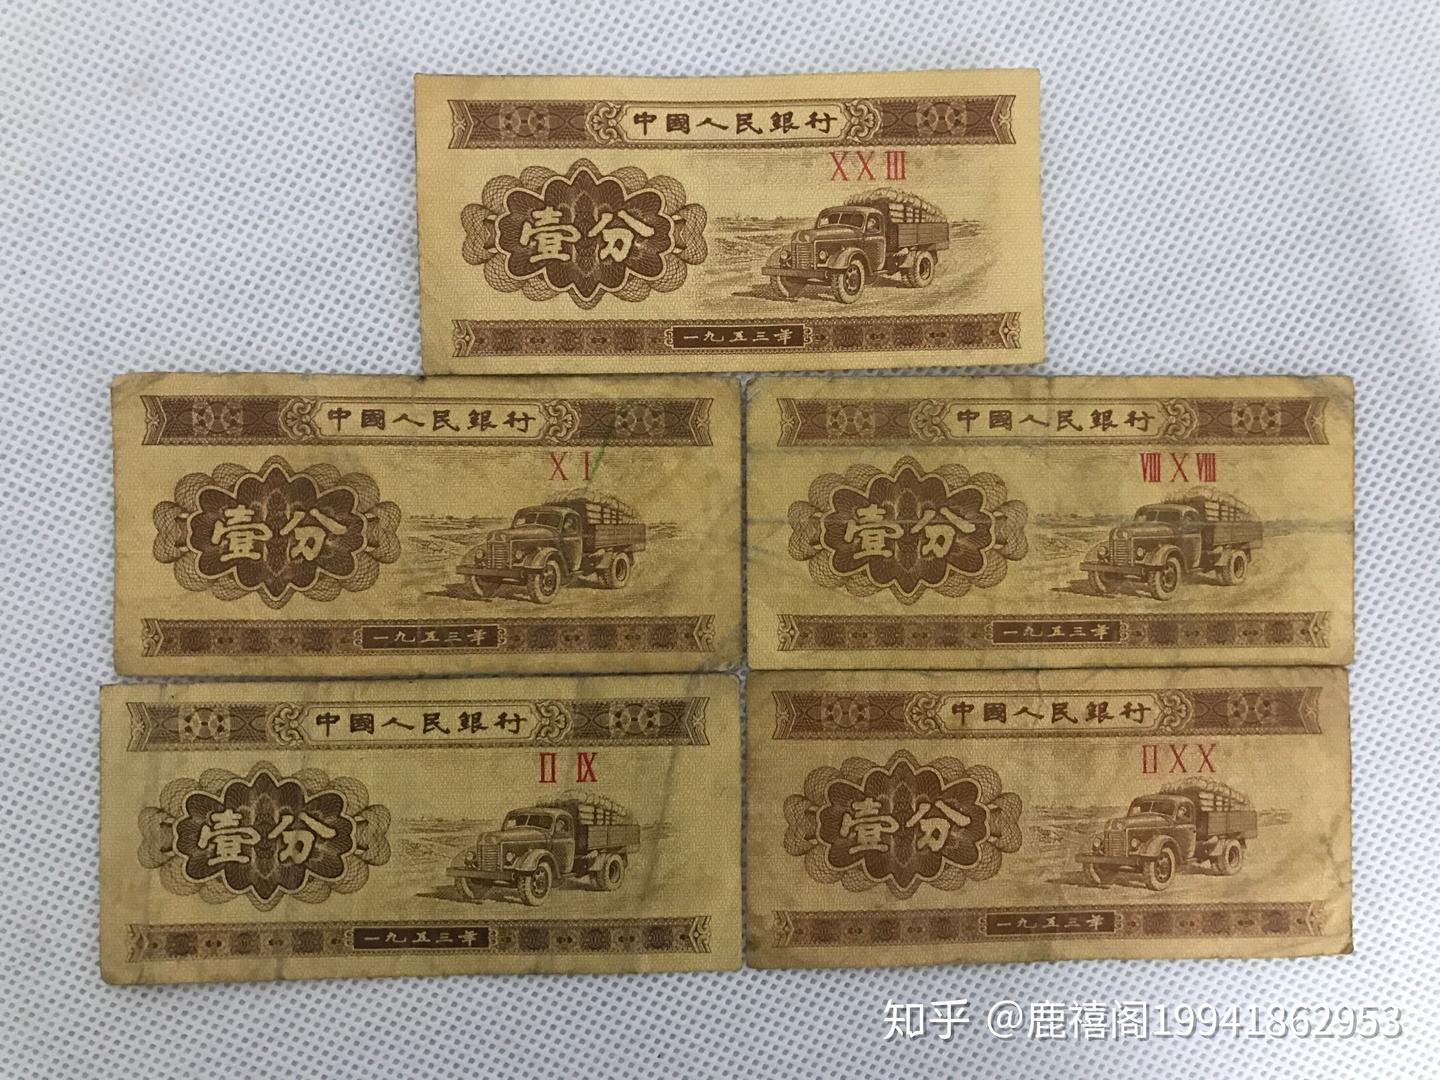 中國人民銀行
XXⅢ
壹分
一九五三年
中國人民銀行
XⅠ
壹分
一九五三年
中國人民銀行
ⅧXⅧ
壹分
一九五三年
中國人民銀行
Ⅱ Ⅸ
壹分
一九五三年
中國人民銀行
ⅡXX
壹分
一九五三年
知乎 @鹿禧阁19941862953